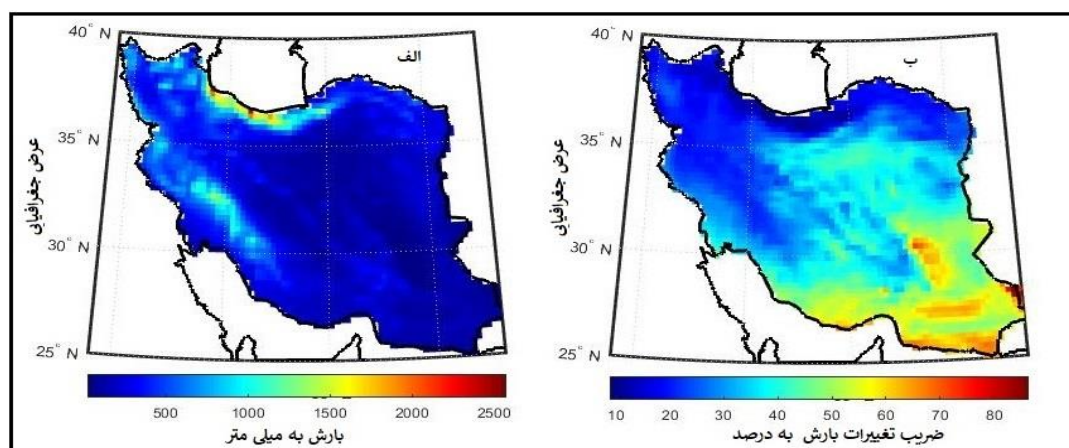 40° N
الف
35° N
30° N
25° N
عرض جغرافیایی
500 1000 1500 2000 2500
بارش به میلی متر
40° N
ب
35° N
30° N
25° N
عرض جغرافیایی
10 20 30 40 50 60 70 80
ضریب تغییرات بارش به درصد